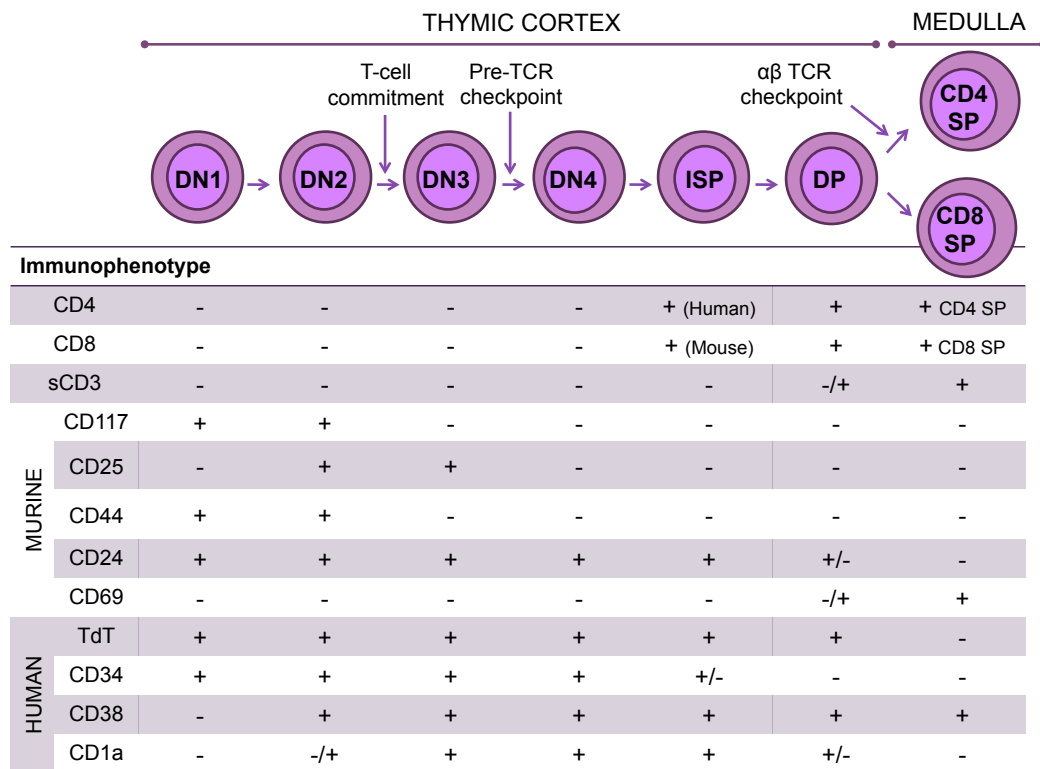 THYMIC CORTEX MEDULLA
T-cell commitment
Pre-TCR checkpoint
αβ TCR checkpoint
DN1 DN2 DN3 DN4 ISP DP
CD4 SP
CD8 SP
Immunophenotype
CD4 - - - - + (Human) + + CD4 SP
CD8 - - - - + (Mouse) + + CD8 SP
sCD3 - - - - - -/+ +
MURINE
CD117 + + - - - - -
CD25 - + + - - - -
CD44 + + - - - - -
CD24 + + + + + +/- -
CD69 - - - - - -/+ +
HUMAN
TdT + + + + + + -
CD34 + + + + +/- - -
CD38 - + + + + + +
CD1a - -/+ + + + +/- -